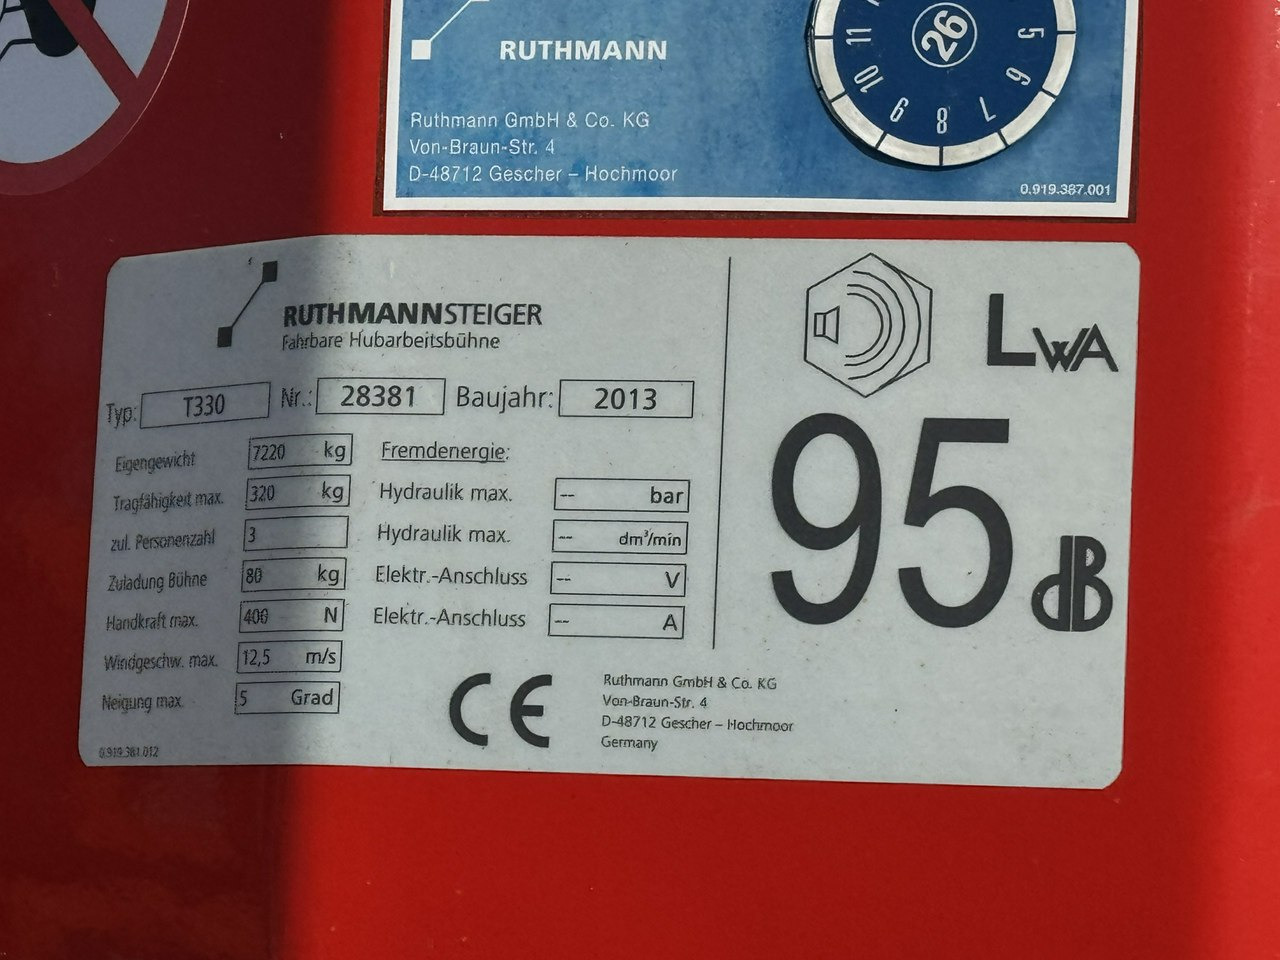 RUTHMANN
Ruthmann GmbH & Co. KG
Von-Braun-Str. 4
D-48712 Gescher – Hochmoor
26
5
6
7
8
9
10
11
0.919.387.001
RUTHMANNSTEIGER
Fahrbare Hubarbeitsbühne
Typ: T330 Nr.: 28381 Baujahr: 2013
Eigengewicht 7220 kg
Tragfähigkeit max. 320 kg
zul. Personenzahl 3
Zuladung Bühne 80 kg
Handkraft max. 400 N
Windgeschw. max. 12,5 m/s
Neigung max. 5 Grad
0.919.381.012
Fremdenergie:
Hydraulik max. -- bar
Hydraulik max. -- dm³/min
Elektr.-Anschluss -- V
Elektr.-Anschluss -- A
CE
Ruthmann GmbH & Co. KG
Von-Braun-Str. 4
D-48712 Gescher – Hochmoor
Germany
LWA
95 dB